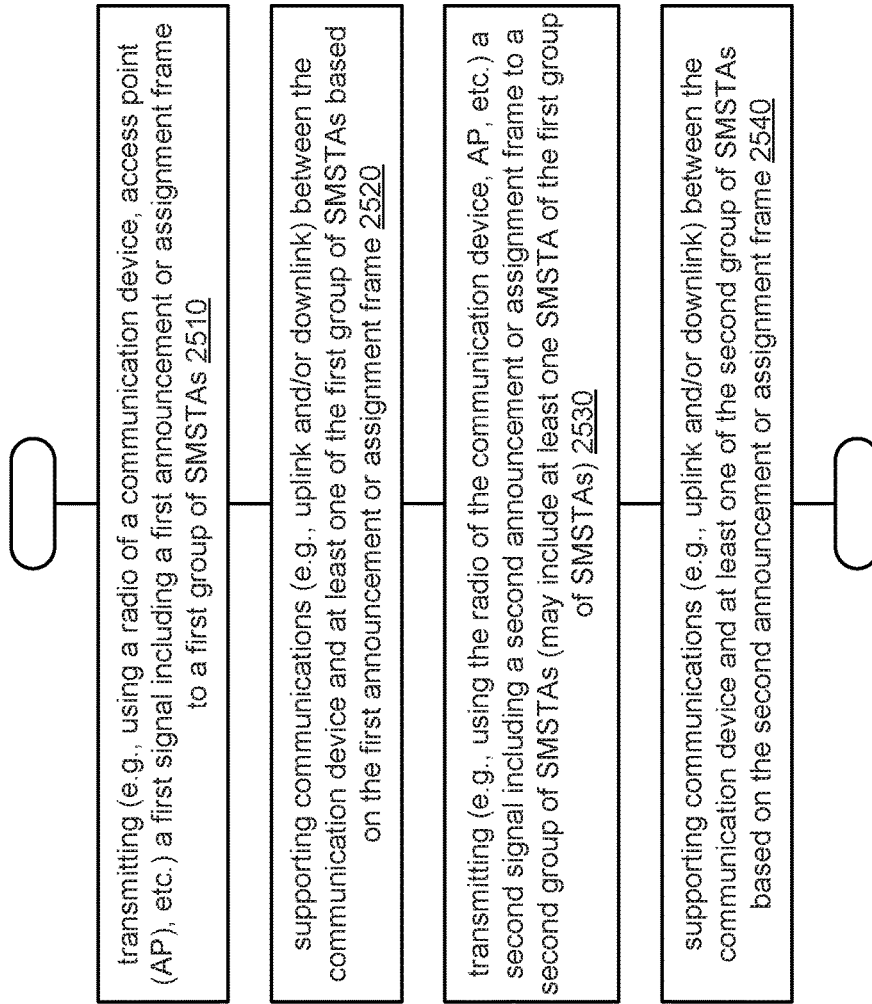 transmitting (e.g., using a radio of a communication device, access point
(AP), etc.) a first signal including a first announcement or assignment frame
to a first group of SMSTAs 2510
supporting communications (e.g., uplink and/or downlink) between the
communication device and at least one of the first group of SMSTAs based
on the first announcement or assignment frame 2520
transmitting (e.g., using the radio of the communication device, AP, etc.) a
second signal including a second announcement or assignment frame to a
second group of SMSTAs (may include at least one SMSTA of the first group
of SMSTAs) 2530
supporting communications (e.g., uplink and/or downlink) between the
communication device and at least one of the second group of SMSTAs
based on the second announcement or assignment frame 2540